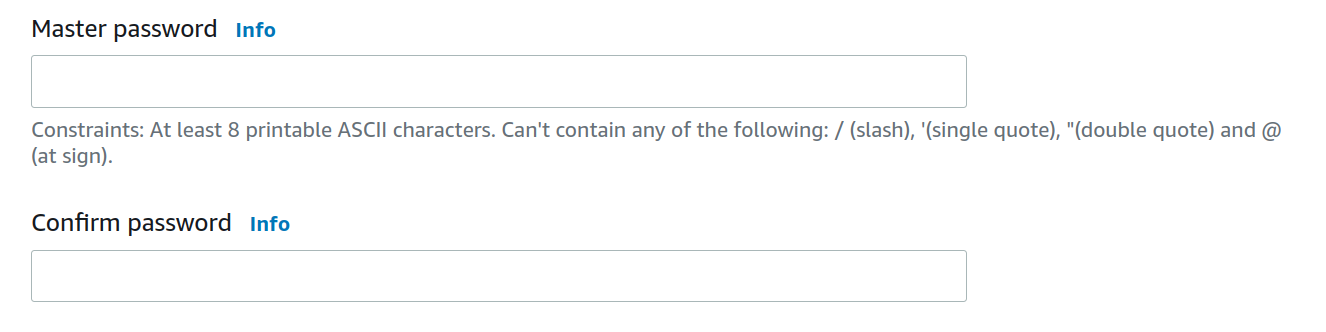 Master password Info
Constraints: At least 8 printable ASCII characters. Can't contain any of the following: / (slash), '(single quote), "(double quote) and @
(at sign).
Confirm password Info